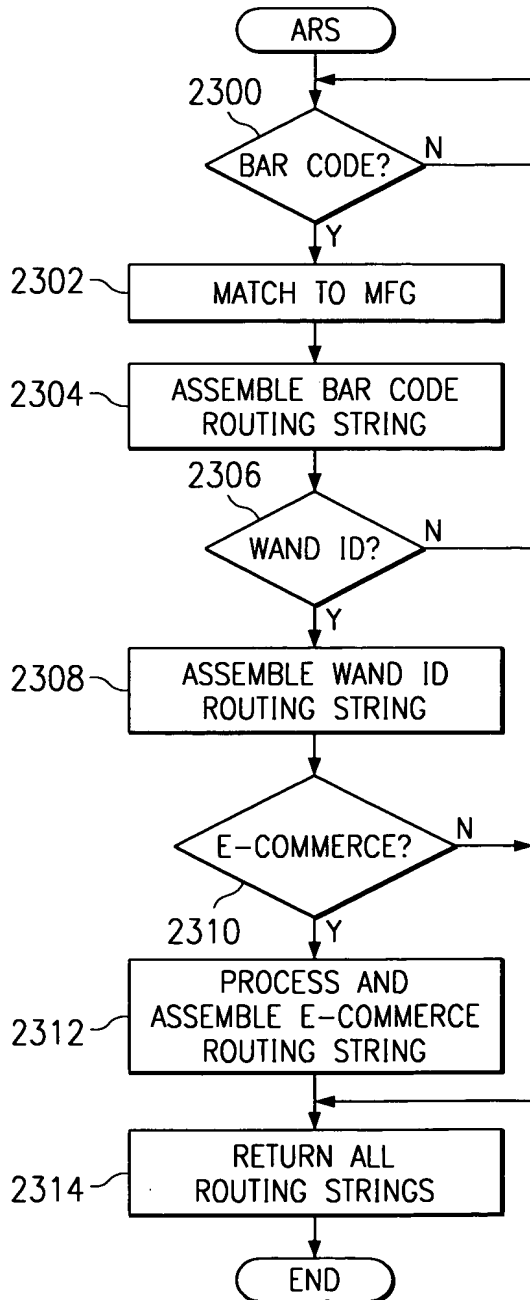 ARS
2300
BAR CODE?
N
Y
2302
MATCH TO MFG
2304
ASSEMBLE BAR CODE
ROUTING STRING
2306
WAND ID?
N
Y
2308
ASSEMBLE WAND ID
ROUTING STRING
E-COMMERCE?
N
2310
Y
2312
PROCESS AND
ASSEMBLE E-COMMERCE
ROUTING STRING
2314
RETURN ALL
ROUTING STRINGS
END